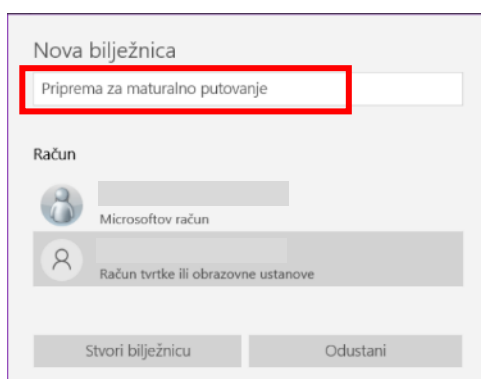 Nova bilježnica
Priprema za maturalno putovanje
Račun
Microsoftov račun
Račun tvrtke ili obrazovne ustanove
Stvori bilježnicu
Odustani